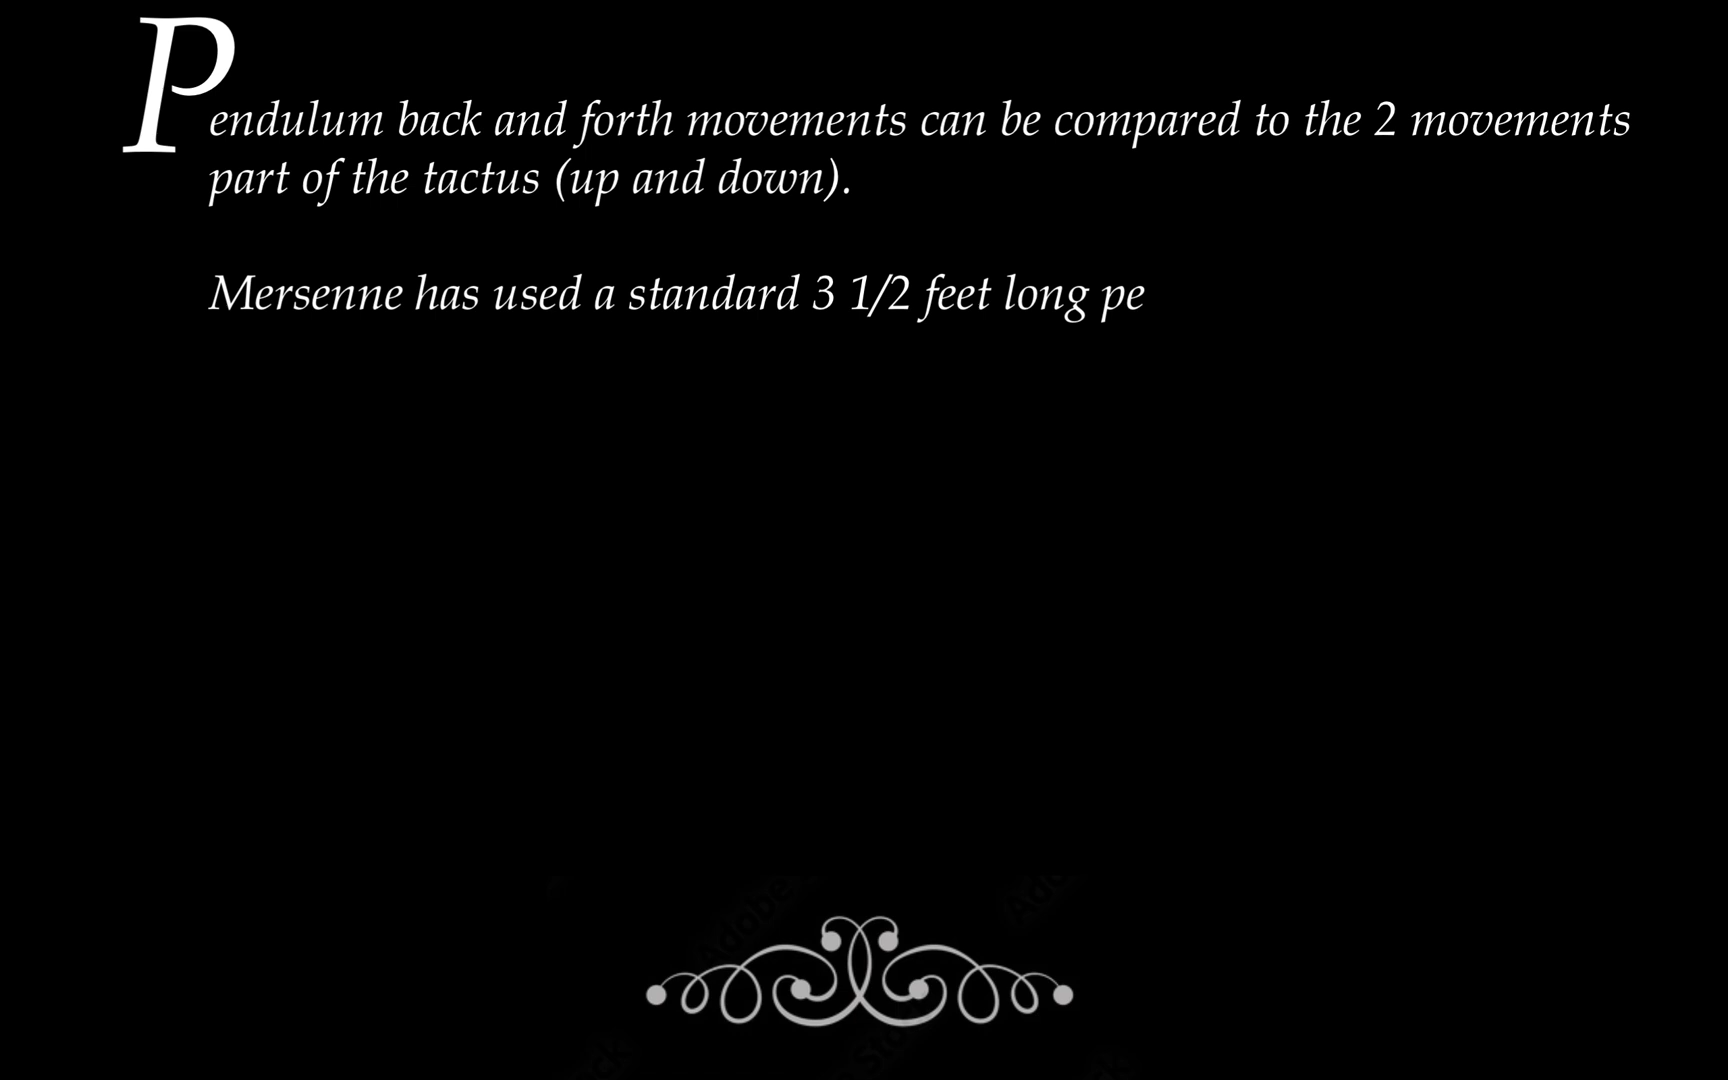 Pendulum back and forth movements can be compared to the 2 movements
part of the tactus (up and down).
Mersenne has used a standard 3 1/2 feet long pe
Adobe